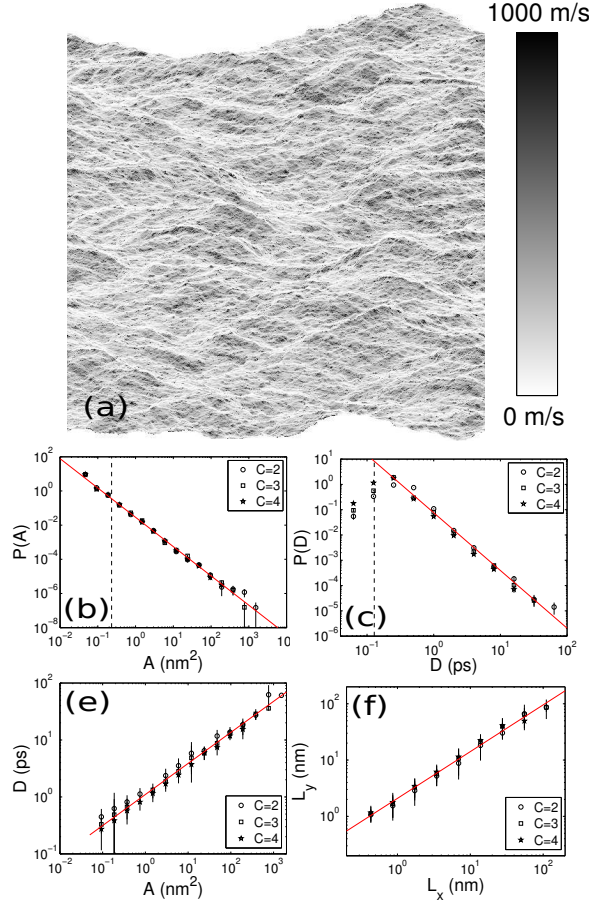 1000 m/s
(a)
0 m/s
P(A)
10^2
10^0
10^-2
10^-4
10^-6
10^-8
C=2
C=3
C=4
(b)
10^-2 10^-1 10^0 10^1 10^2 10^3 10
A (nm^2)
P(D)
10^1
10^0
10^-1
10^-2
10^-3
10^-4
10^-5
10^-6
C=2
C=3
C=4
(c)
10^-1 10^0 10^1 10^2
D (ps)
D (ps)
10^2
10^1
10^0
10^-1
(e)
C=2
C=3
C=4
10^-2 10^-1 10^0 10^1 10^2 10^3
A (nm^2)
L_y (nm)
10^2
10^1
10^0
(f)
C=2
C=3
C=4
10^0 10^1 10^2
L_x (nm)